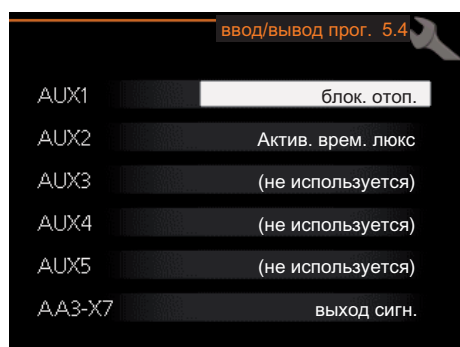 ввод/вывод прог. 5.4
AUX1 блок. отоп.
AUX2 Актив. врем. люкс
AUX3 (не используется)
AUX4 (не используется)
AUX5 (не используется)
AA3-X7 выход сигн.